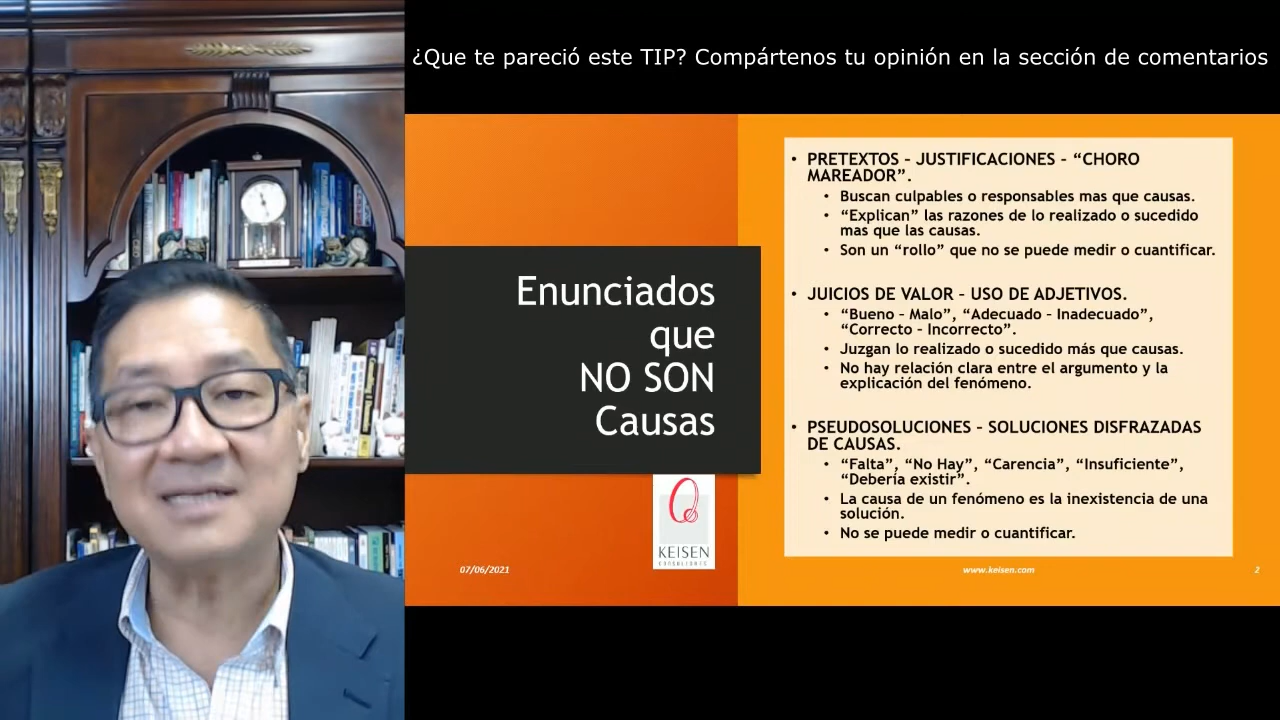 ¿Que te pareció este TIP? Compártenos tu opinión en la sección de comentarios
Enunciados
que
NO SON
Causas
• PRETEXTOS – JUSTIFICACIONES – “CHORO
MAREADOR”.
• Buscan culpables o responsables mas que causas.
• “Explican” las razones de lo realizado o sucedido
mas que las causas.
• Son un “rollo” que no se puede medir o cuantificar.
• JUICIOS DE VALOR – USO DE ADJETIVOS.
• “Bueno – Malo”, “Adecuado – Inadecuado”,
“Correcto – Incorrecto”.
• Juzgan lo realizado o sucedido más que causas.
• No hay relación clara entre el argumento y la
explicación del fenómeno.
• PSEUDOSOLUCIONES – SOLUCIONES DISFRAZADAS
DE CAUSAS.
• “Falta”, “No Hay”, “Carencia”, “Insuficiente”,
“Debería existir”.
• La causa de un fenómeno es la inexistencia de una
solución.
• No se puede medir o cuantificar.
KEISEN
07/06/2021
www.keisen.com
2